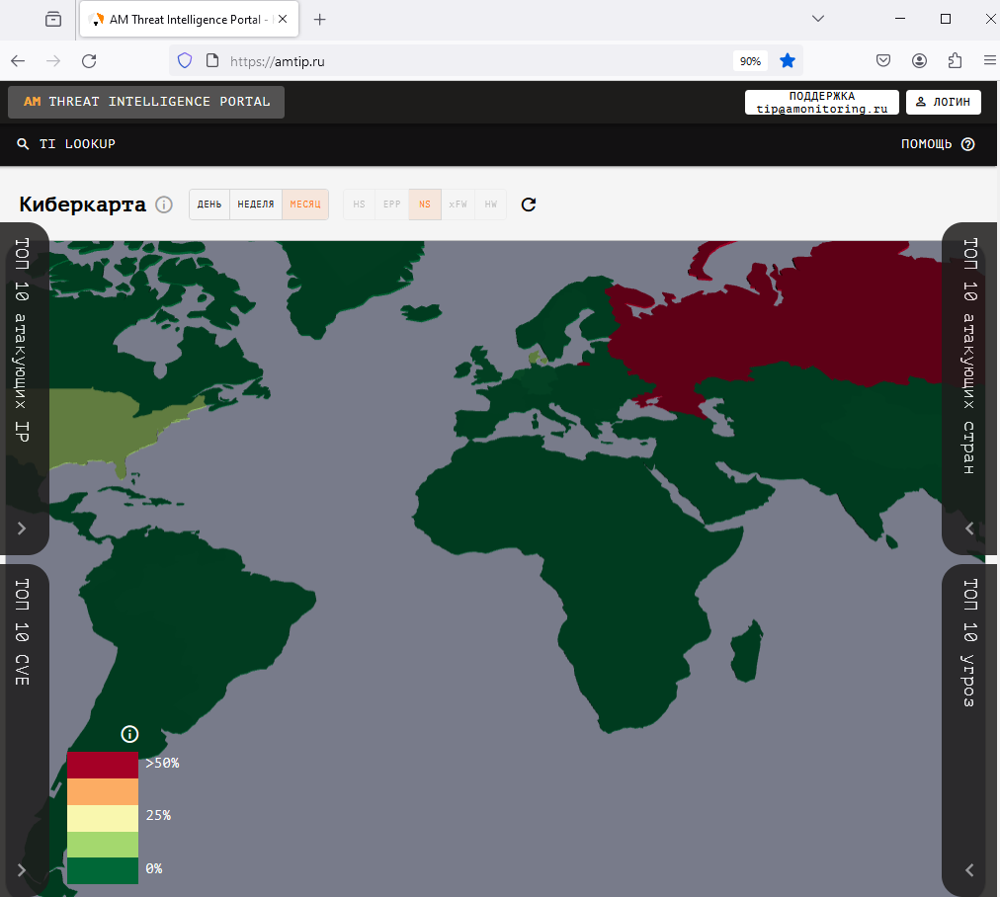 AM Threat Intelligence Portal -
https://amtip.ru
90%
AM THREAT INTELLIGENCE PORTAL
ПОДДЕРЖКА
tip@amonitoring.ru
ЛОГИН
TI LOOKUP
ПОМОЩЬ
Киберкарта
ДЕНЬ
НЕДЕЛЯ
МЕСЯЦ
HS
EPP
NS
xFW
HW
ТОП 10 атакующих IP
ТОП 10 атакующих стран
ТОП 10 CVE
ТОП 10 угроз
>50%
25%
0%